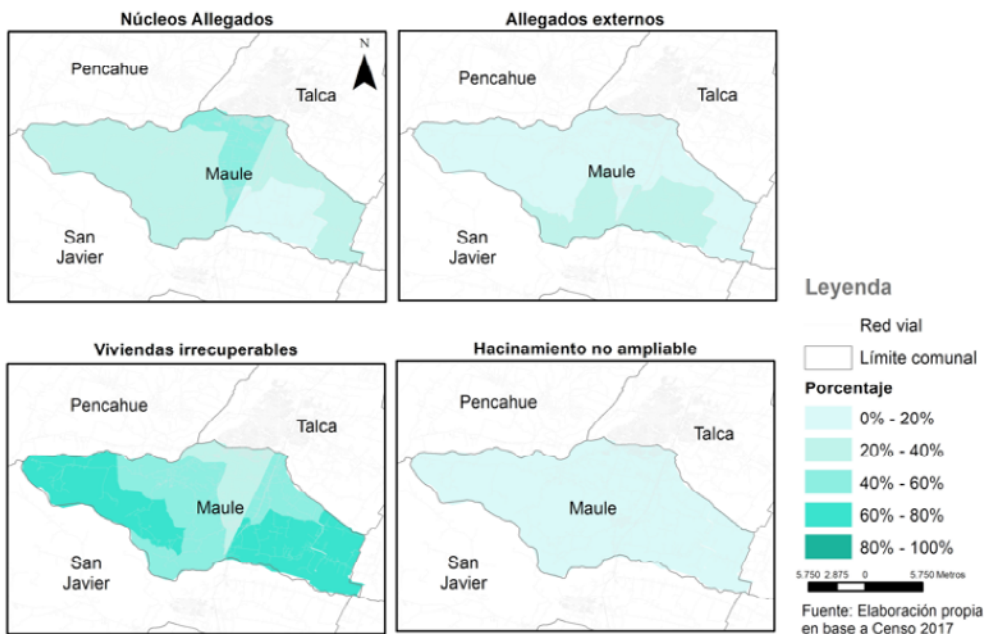 Núcleos Allegados
Pencahue
N
Talca
Maule
San
Javier
Allegados externos
Pencahue
Talca
Maule
San
Javier
Viviendas irrecuperables
Pencahue
Talca
Maule
San
Javier
Hacinamiento no ampliable
Pencahue
Talca
Maule
San
Javier
Leyenda
Red vial
Límite comunal
Porcentaje
0% - 20%
20% - 40%
40% - 60%
60% - 80%
80% - 100%
5.750 2.875 0 5.750 Metros
Fuente: Elaboración propia
en base a Censo 2017